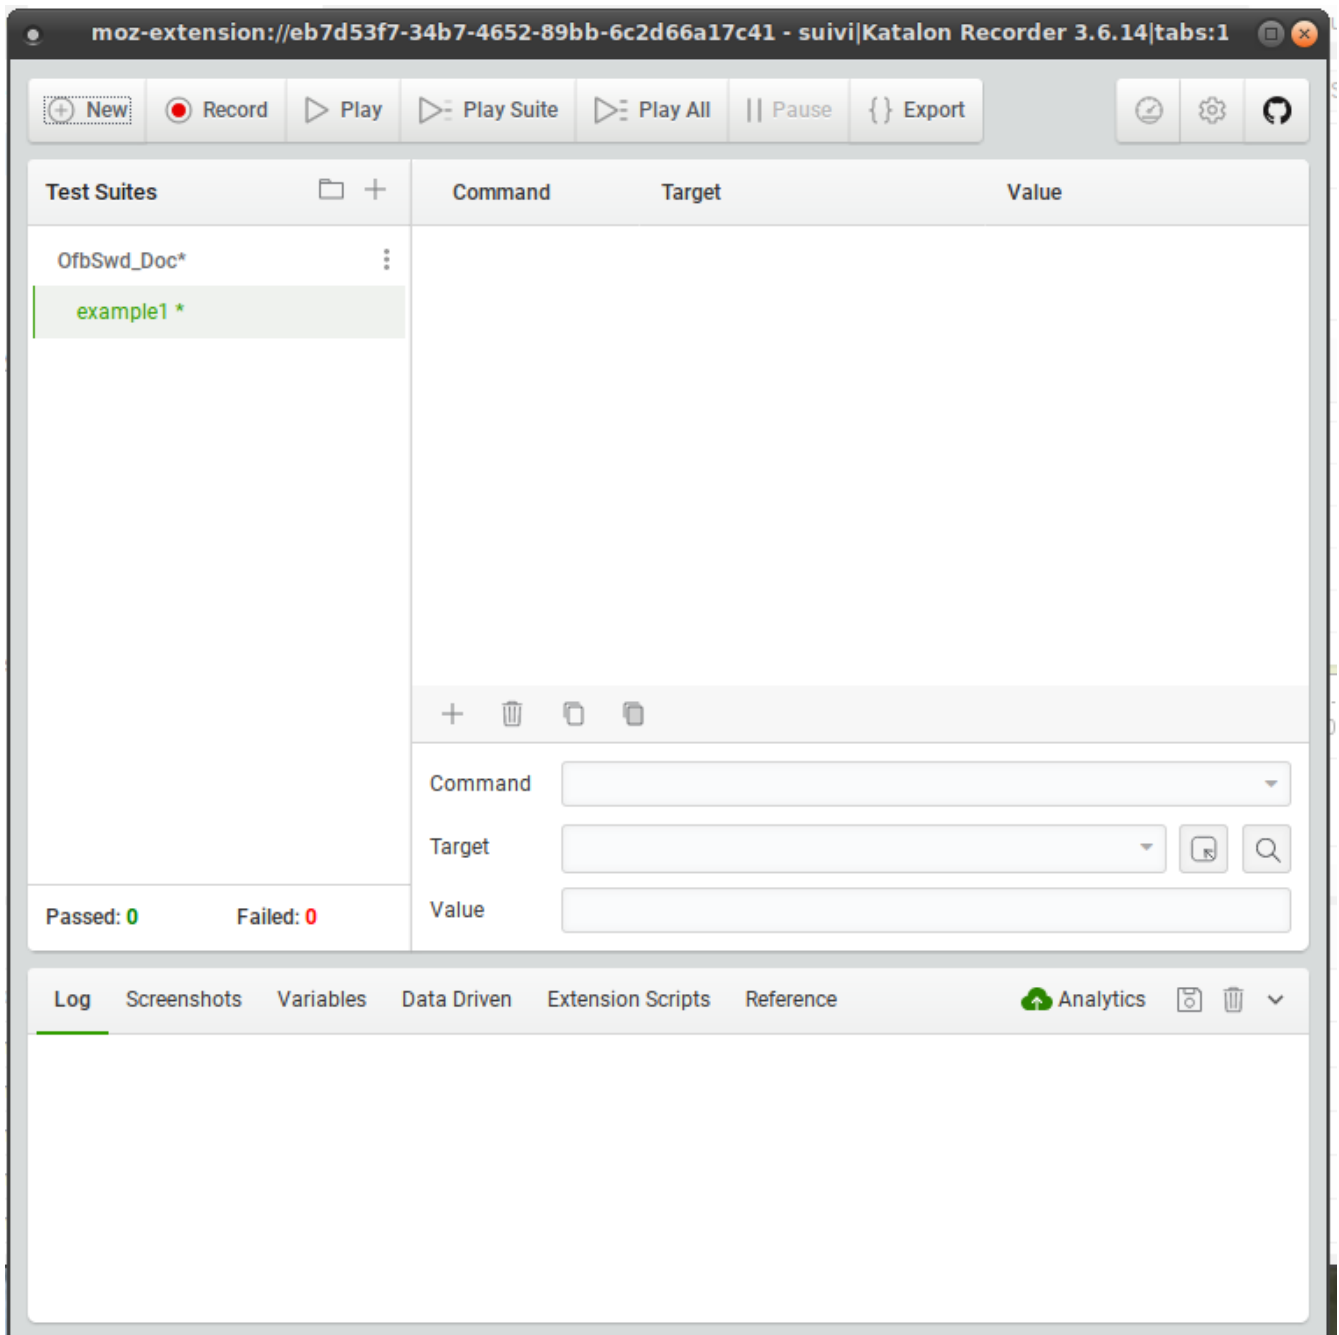 moz-extension://eb7d53f7-34b7-4652-89bb-6c2d66a17c41 - suivi|Katalon Recorder 3.6.14|tabs:1
New Record Play Play Suite Play All Pause {} Export
Test Suites Command Target Value
OfbSwd_Doc*
example1 *
Command
Target
Value
Passed: 0 Failed: 0
Log Screenshots Variables Data Driven Extension Scripts Reference Analytics